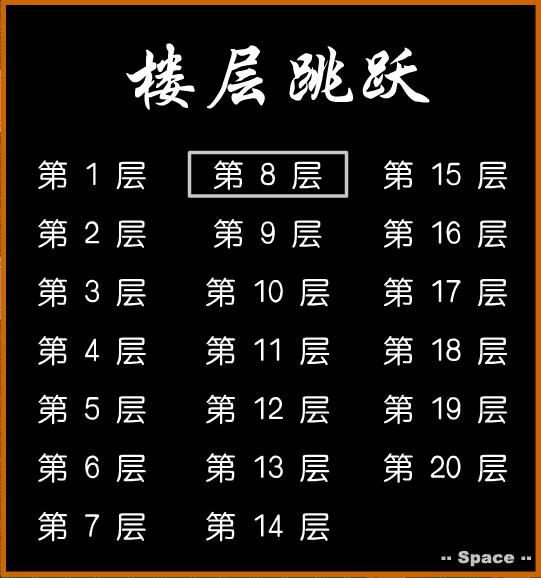 楼层跳跃
第 1 层
第 2 层
第 3 层
第 4 层
第 5 层
第 6 层
第 7 层
第 8 层
第 9 层
第 10 层
第 11 层
第 12 层
第 13 层
第 14 层
第 15 层
第 16 层
第 17 层
第 18 层
第 19 层
第 20 层
-- Space --